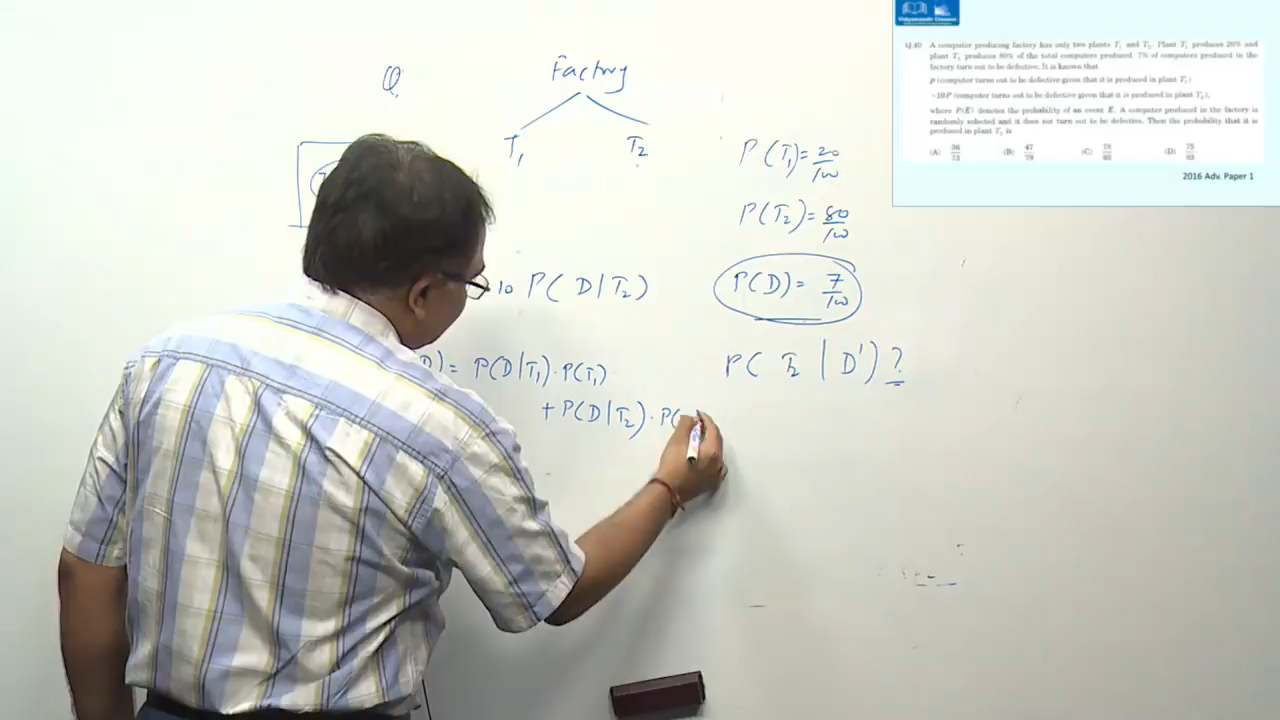 Vidyamandir Classes
Q.40 A computer producing factory has only two plants T₁ and T₂. Plant T₁ produces 20% and
plant T₂ produces 80% of the total computers produced. 7% of computers produced in the
factory turn out to be defective. It is known that
P (computer turns out to be defective given that it is produced in plant T₁)
=10P (computer turns out to be defective given that it is produced in plant T₂),
where P(E) denotes the probability of an event E. A computer produced in the factory is
randomly selected and it does not turn out to be defective. Then the probability that it is
produced in plant T₂ is
(A) 36/73 (B) 47/79 (C) 78/93 (D) 75/83
2016 Adv. Paper 1
Q
Factory
T₁ T₂
P(T₁) = 20/100
P(T₂) = 80/100
10 P(D|T₂)
P(D) = 7/100
D) = P(D|T₁)·P(T₁)
+ P(D|T₂)·P(
P(T₂|D') ?